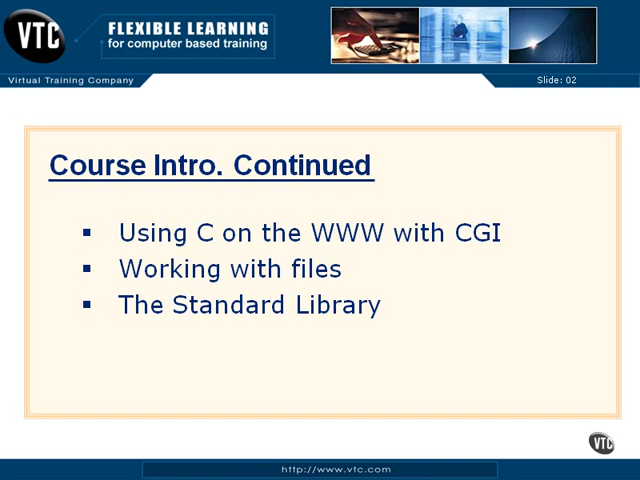 VTC
FLEXIBLE LEARNING
for computer based training
Virtual Training Company
Slide: 02
Course Intro. Continued
▪ Using C on the WWW with CGI
▪ Working with files
▪ The Standard Library
VTC
http://www.vtc.com